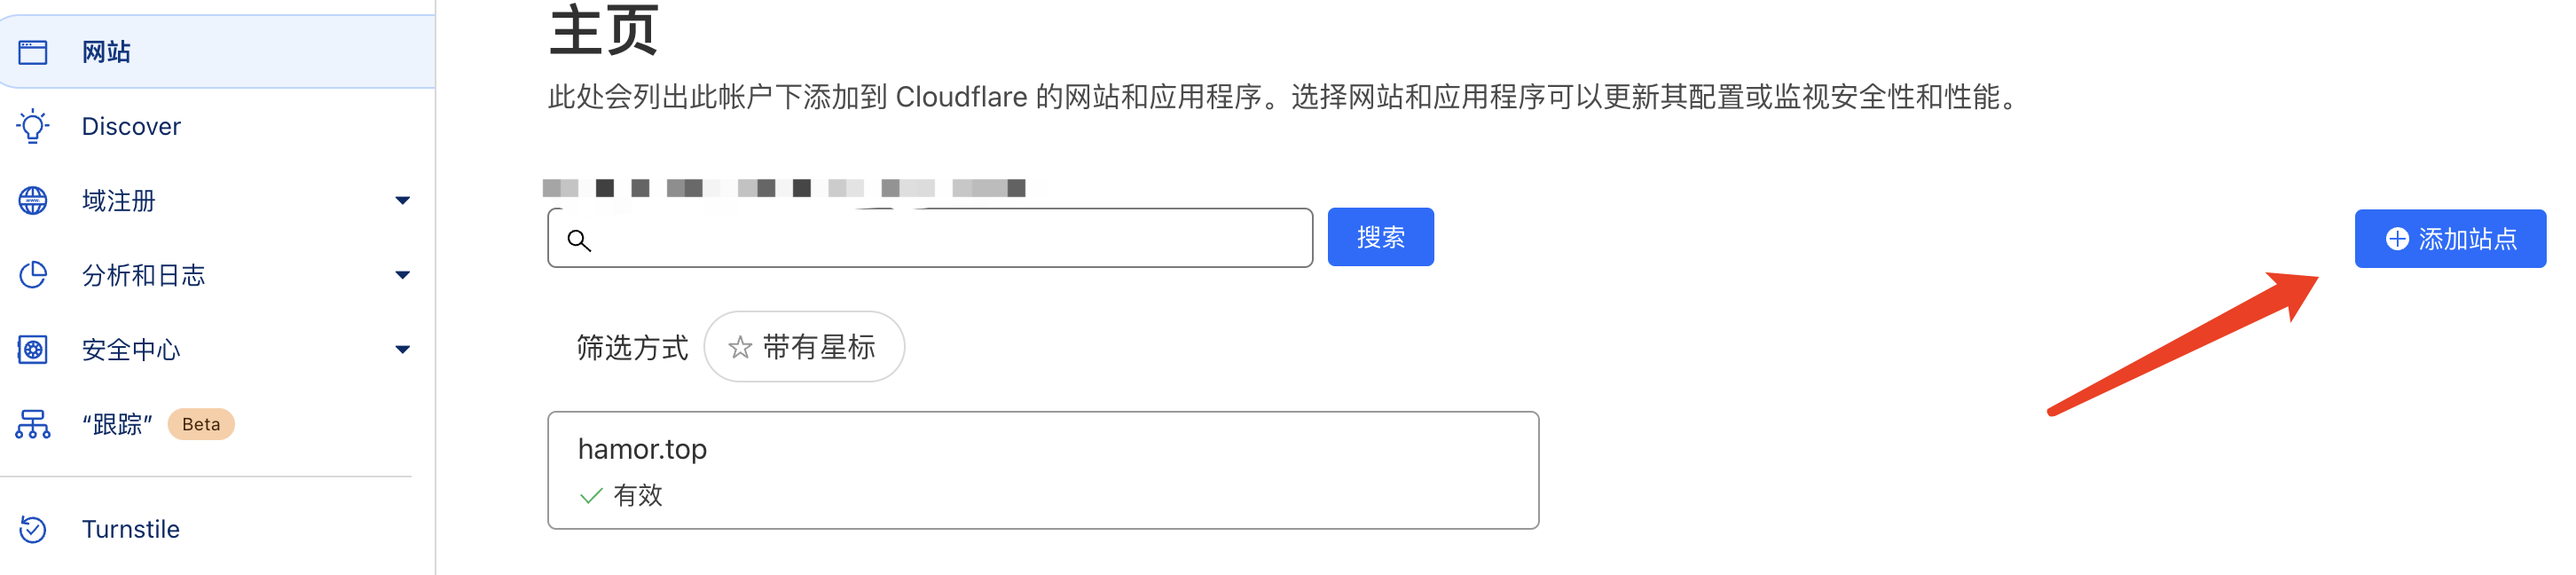 网站
Discover
域注册
分析和日志
安全中心
“跟踪” Beta
Turnstile
主页
此处会列出此帐户下添加到 Cloudflare 的网站和应用程序。选择网站和应用程序可以更新其配置或监视安全性和性能。
搜索
添加站点
筛选方式 带有星标
hamor.top
有效